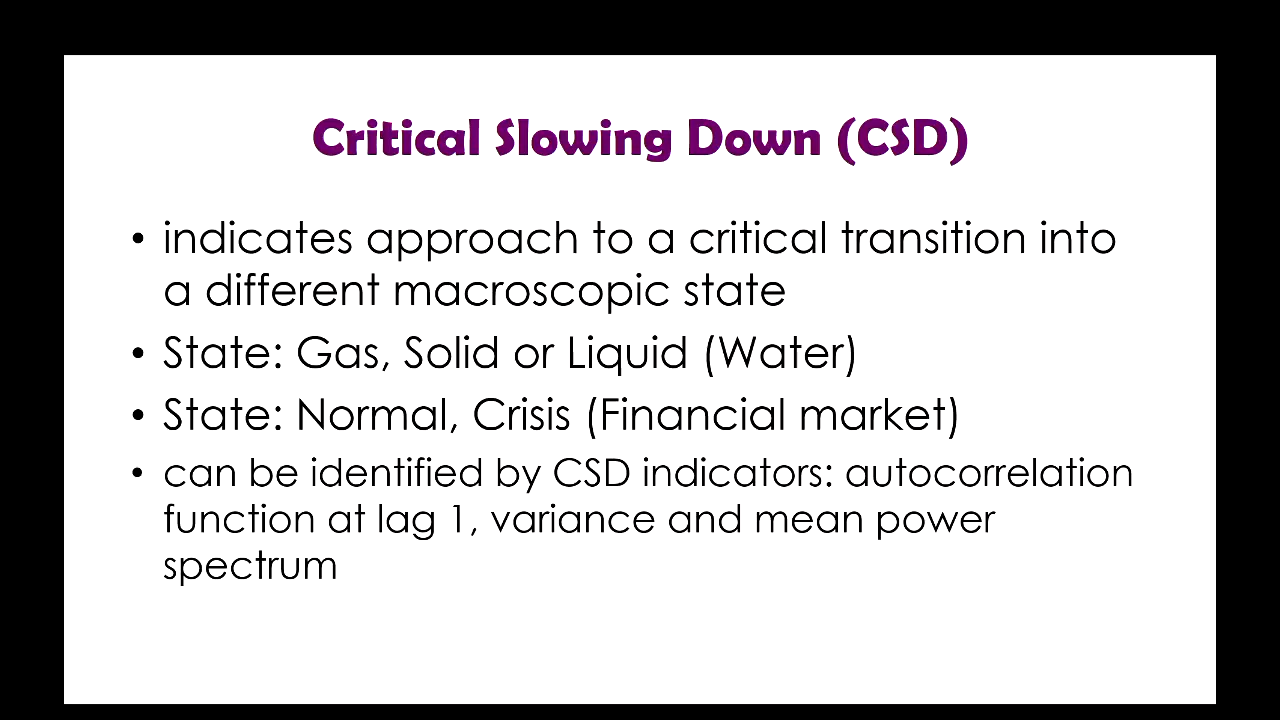 Critical Slowing Down (CSD)
• indicates approach to a critical transition into
a different macroscopic state
• State: Gas, Solid or Liquid (Water)
• State: Normal, Crisis (Financial market)
• can be identified by CSD indicators: autocorrelation
function at lag 1, variance and mean power
spectrum